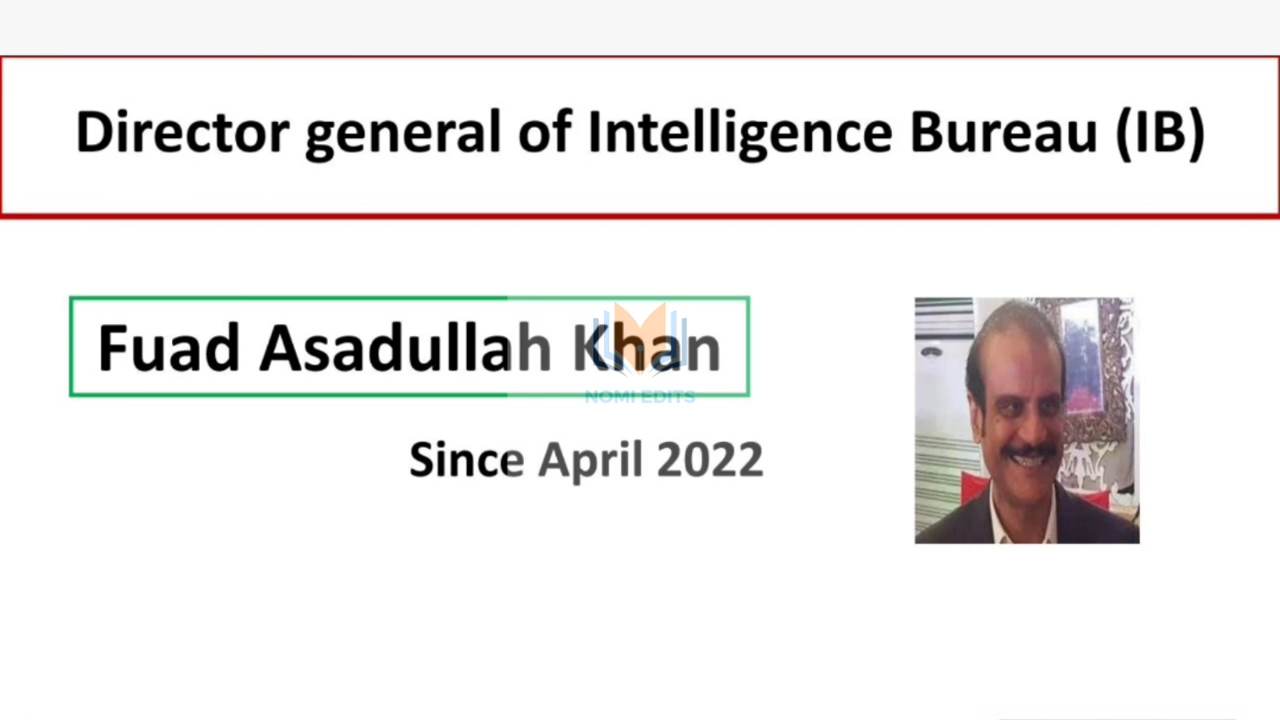 Director general of Intelligence Bureau (IB)
Fuad Asadullah Khan
NOMI EDITS
Since April 2022